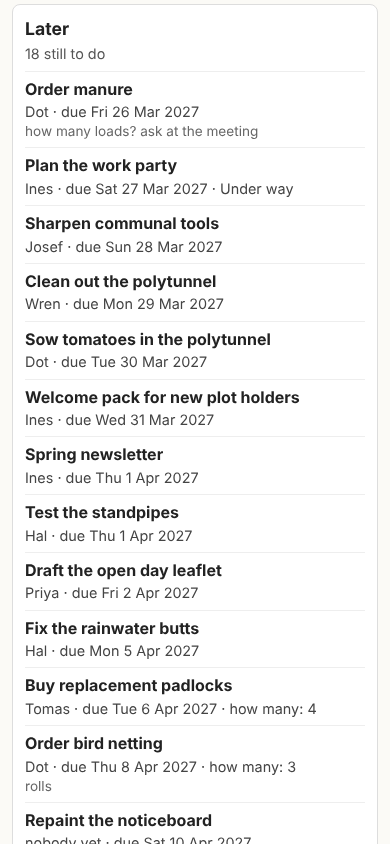 Later
18 still to do
Order manure
Dot · due Fri 26 Mar 2027
how many loads? ask at the meeting
Plan the work party
Ines · due Sat 27 Mar 2027 · Under way
Sharpen communal tools
Josef · due Sun 28 Mar 2027
Clean out the polytunnel
Wren · due Mon 29 Mar 2027
Sow tomatoes in the polytunnel
Dot · due Tue 30 Mar 2027
Welcome pack for new plot holders
Ines · due Wed 31 Mar 2027
Spring newsletter
Ines · due Thu 1 Apr 2027
Test the standpipes
Hal · due Thu 1 Apr 2027
Draft the open day leaflet
Priya · due Fri 2 Apr 2027
Fix the rainwater butts
Hal · due Mon 5 Apr 2027
Buy replacement padlocks
Tomas · due Tue 6 Apr 2027 · how many: 4
Order bird netting
Dot · due Thu 8 Apr 2027 · how many: 3
rolls
Repaint the noticeboard
nobody yet · due Sat 10 Apr 2027